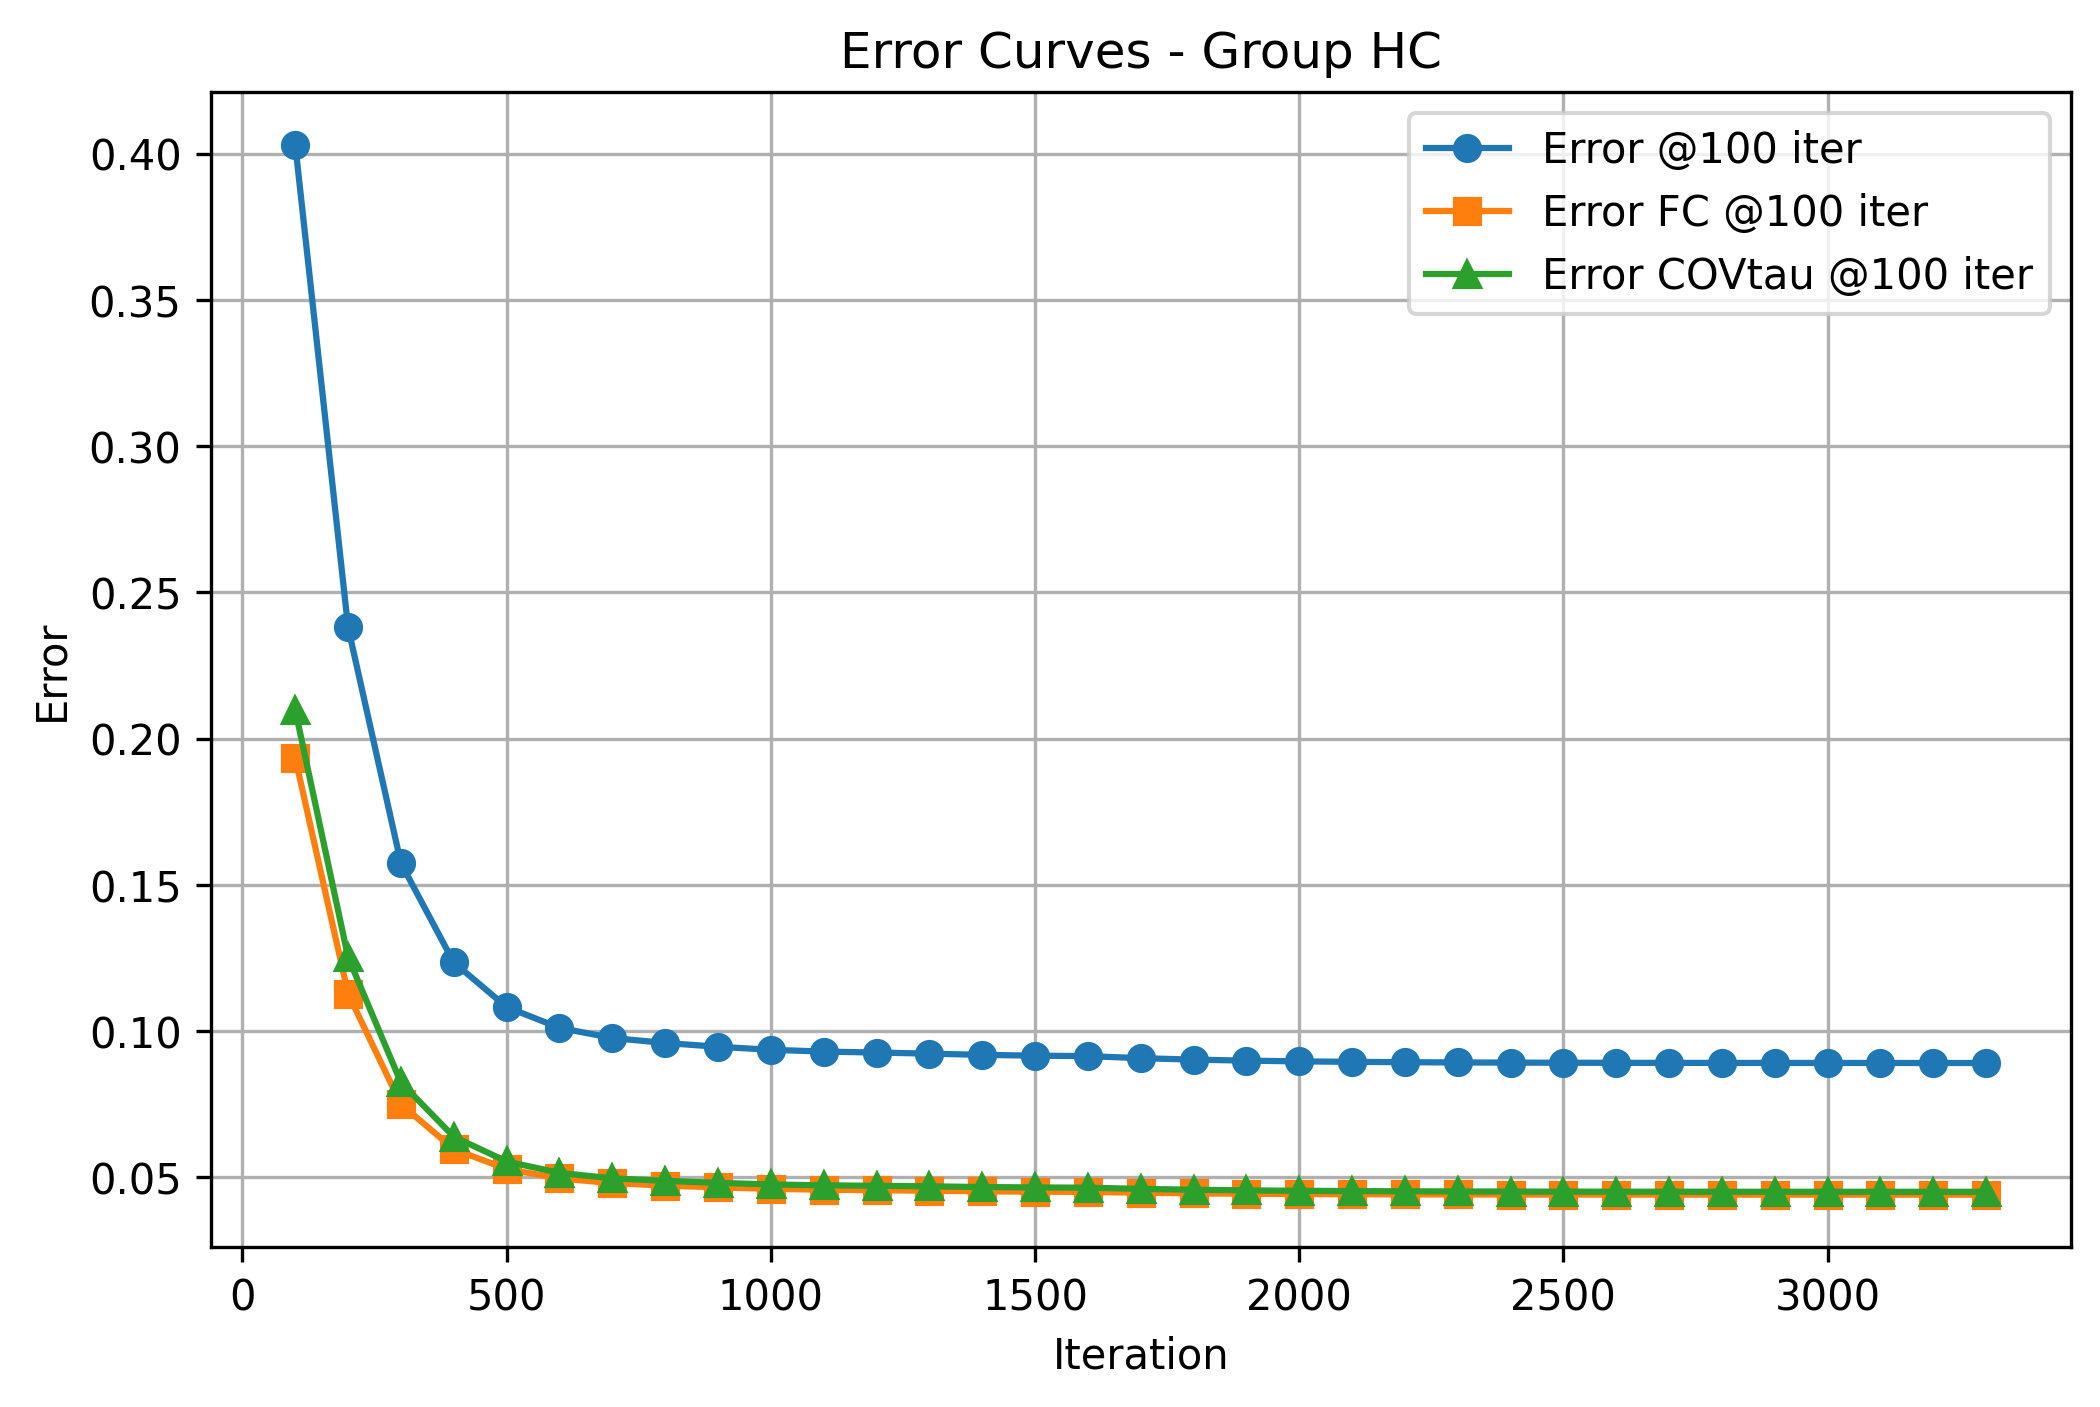 Error Curves - Group HC
Error @100 iter
Error FC @100 iter
Error COVtau @100 iter
Error
0.40
0.35
0.30
0.25
0.20
0.15
0.10
0.05
0 500 1000 1500 2000 2500 3000
Iteration